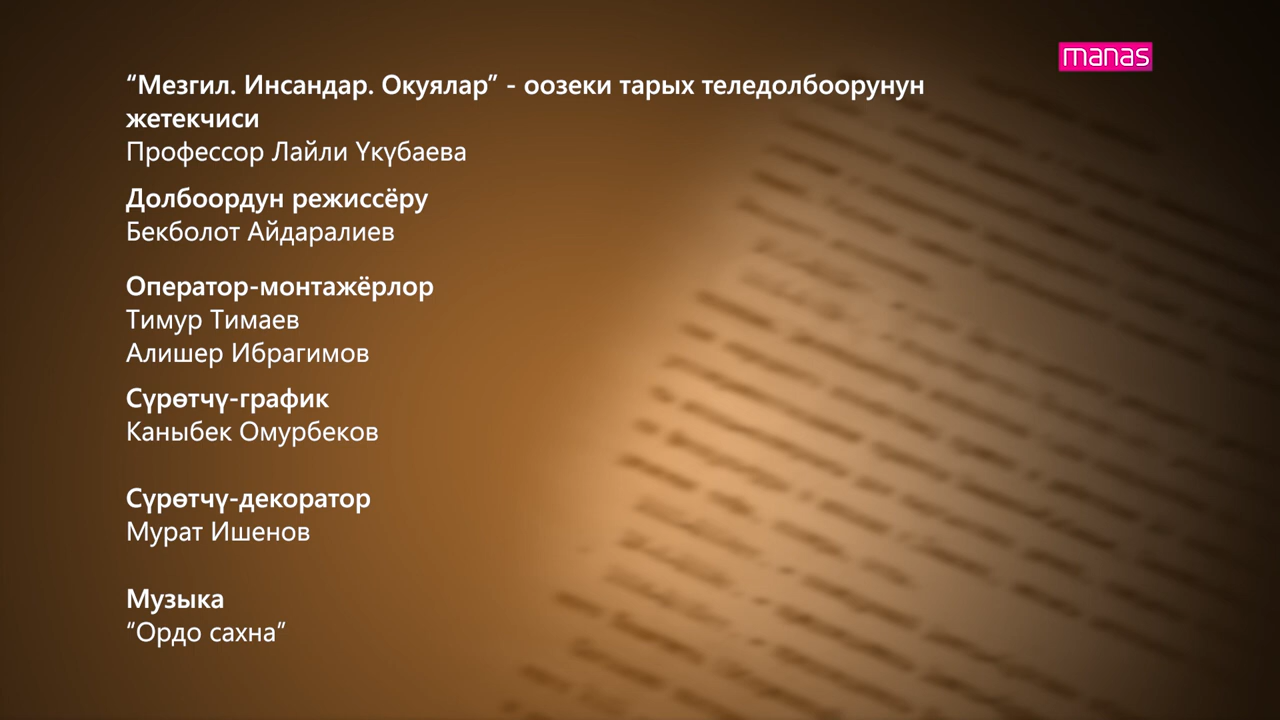 manas
“Мезгил. Инсандар. Окуялар” - оозеки тарых теледолбоорунун
жетекчиси
Профессор Лайли Үкүбаева
Долбоордун режиссёру
Бекболот Айдаралиев
Оператор-монтажёрлор
Тимур Тимаев
Алишер Ибрагимов
Сүрөтчү-график
Каныбек Омурбеков
Сүрөтчү-декоратор
Мурат Ишенов
Музыка
“Ордо сахна”